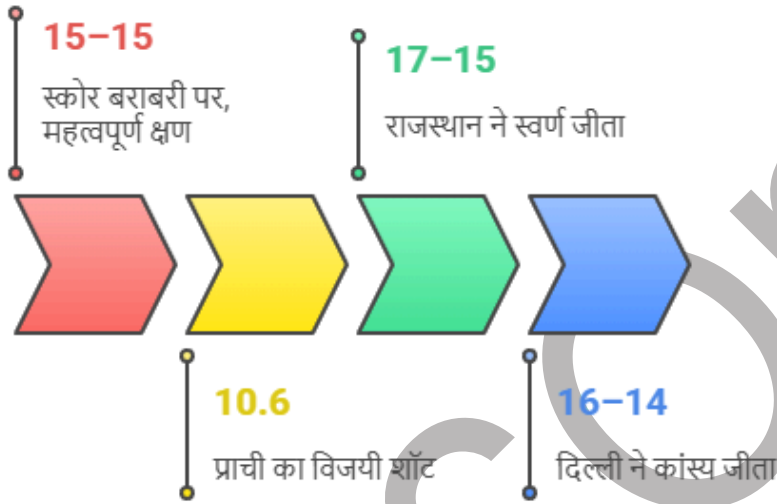 15–15
स्कोर बराबरी पर,
महत्वपूर्ण क्षण
17–15
राजस्थान ने स्वर्ण जीता
10.6
प्राची का विजयी शॉट
16–14
दिल्ली ने कांस्य जीता